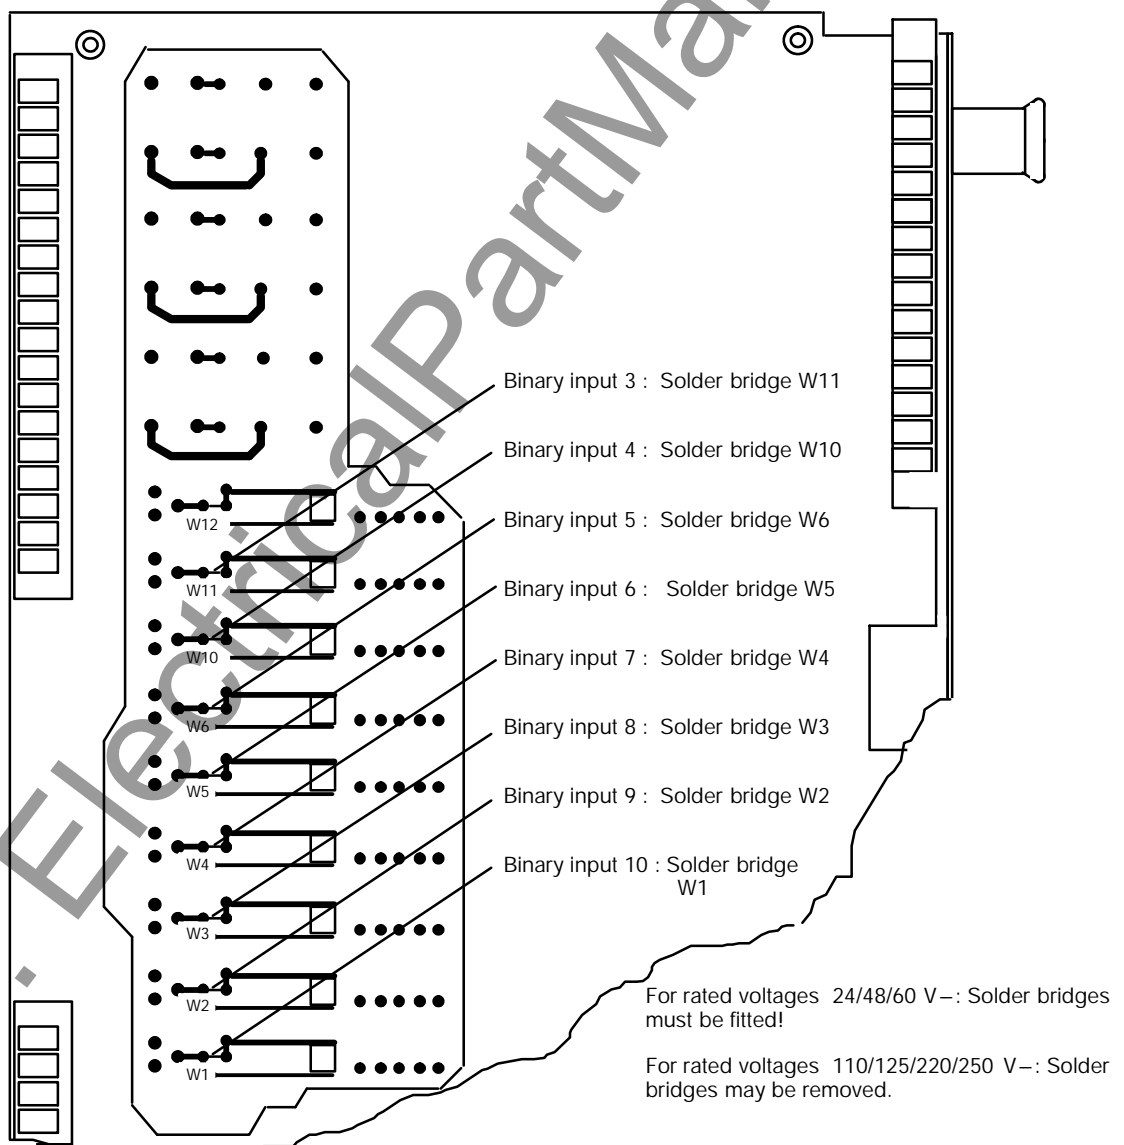 Binary input 3 : Solder bridge W11
Binary input 4 : Solder bridge W10
Binary input 5 : Solder bridge W6
Binary input 6 : Solder bridge W5
Binary input 7 : Solder bridge W4
Binary input 8 : Solder bridge W3
Binary input 9 : Solder bridge W2
Binary input 10 : Solder bridge
W1
W12
W11
W10
W6
W5
W4
W3
W2
W1
For rated voltages 24/48/60 V–: Solder bridges
must be fitted!
For rated voltages 110/125/220/250 V–: Solder
bridges may be removed.
. ElectricalPartMa